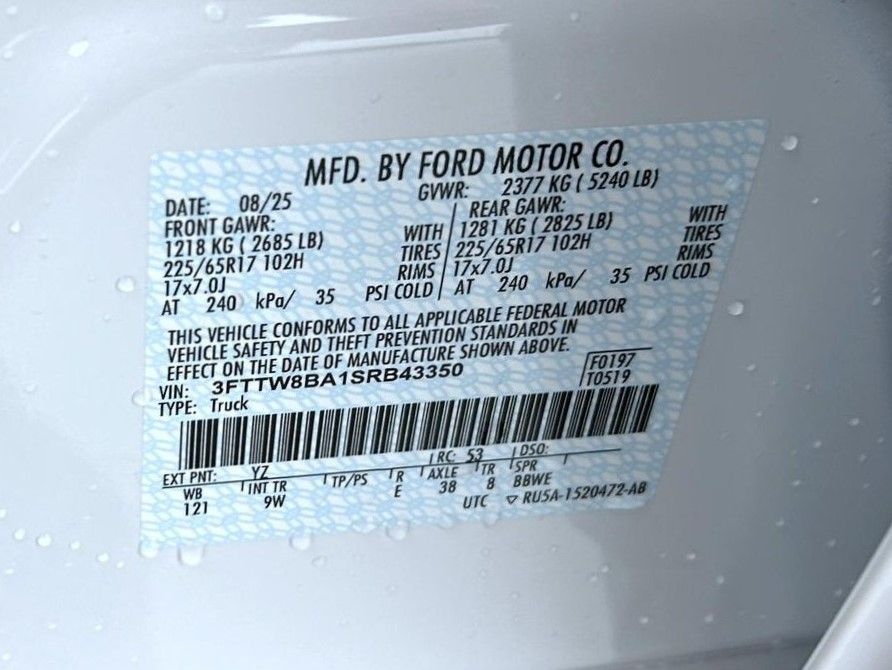 MFD. BY FORD MOTOR CO.
DATE: 08/25 GVWR: 2377 KG ( 5240 LB)
FRONT GAWR: REAR GAWR:
1218 KG ( 2685 LB) WITH 1281 KG ( 2825 LB) WITH
225/65R17 102H TIRES 225/65R17 102H TIRES
17x7.0J RIMS 17x7.0J RIMS
AT 240 kPa/ 35 PSI COLD AT 240 kPa/ 35 PSI COLD
THIS VEHICLE CONFORMS TO ALL APPLICABLE FEDERAL MOTOR
VEHICLE SAFETY AND THEFT PREVENTION STANDARDS IN
EFFECT ON THE DATE OF MANUFACTURE SHOWN ABOVE.
VIN: 3FTTW8BA1SRB43350 F0197
TYPE: Truck T0519
EXT PNT: YZ RC: 53 DSO:
WB INT TR TP/PS R AXLE TR SPR
121 9W E 38 8 BBWE
UTC ▽ RU5A-1520472-AB